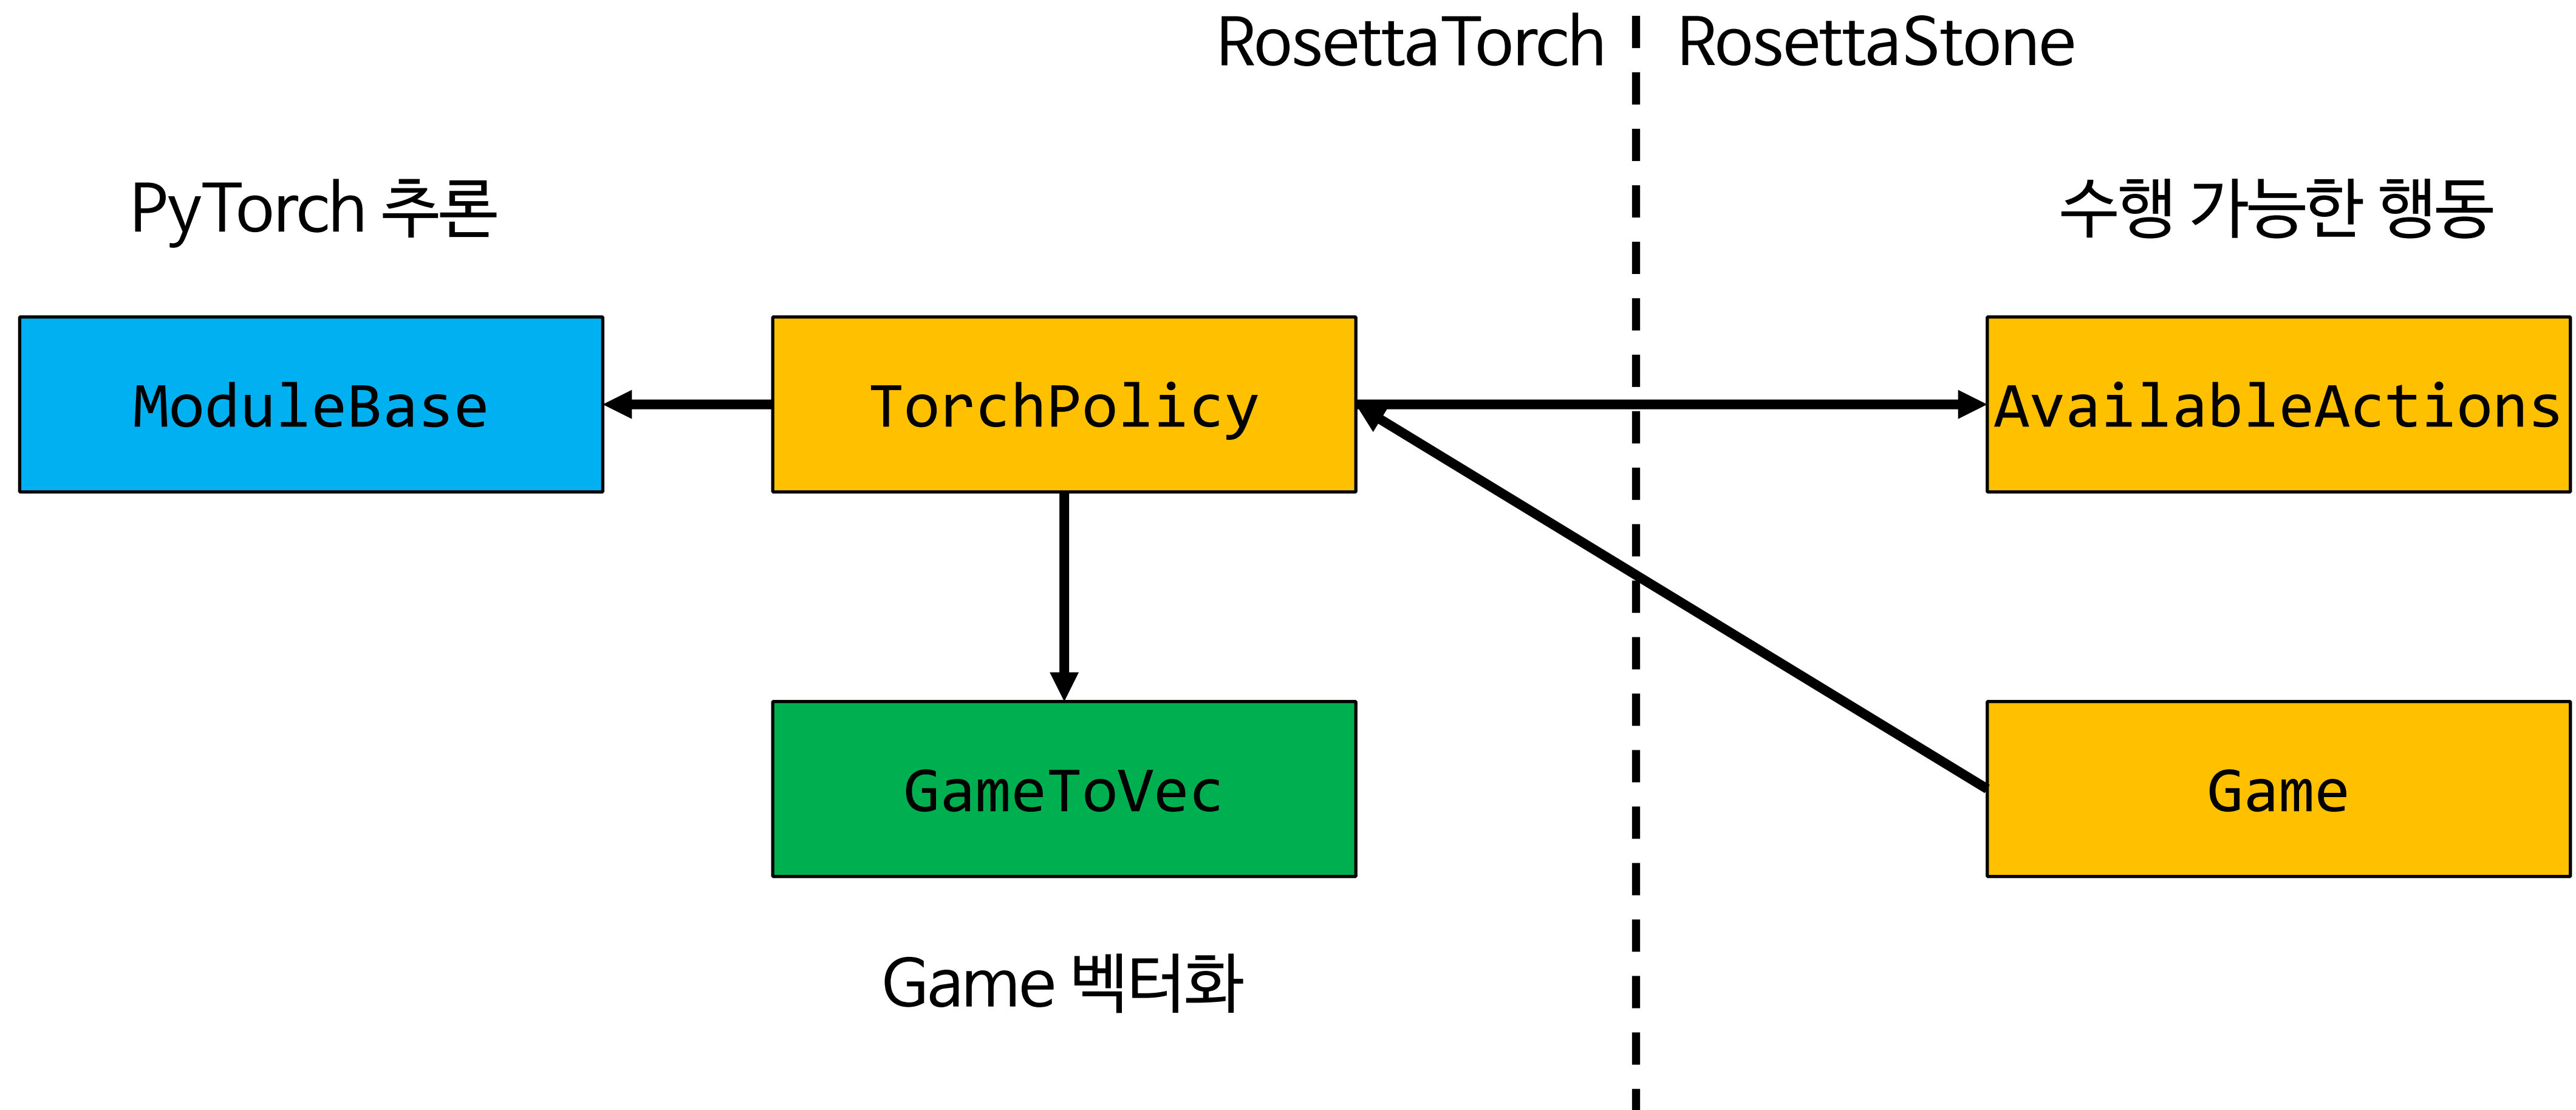 RosettaTorch
RosettaStone
PyTorch 추론
수행 가능한 행동
ModuleBase
TorchPolicy
AvailableActions
GameToVec
Game
Game 벡터화